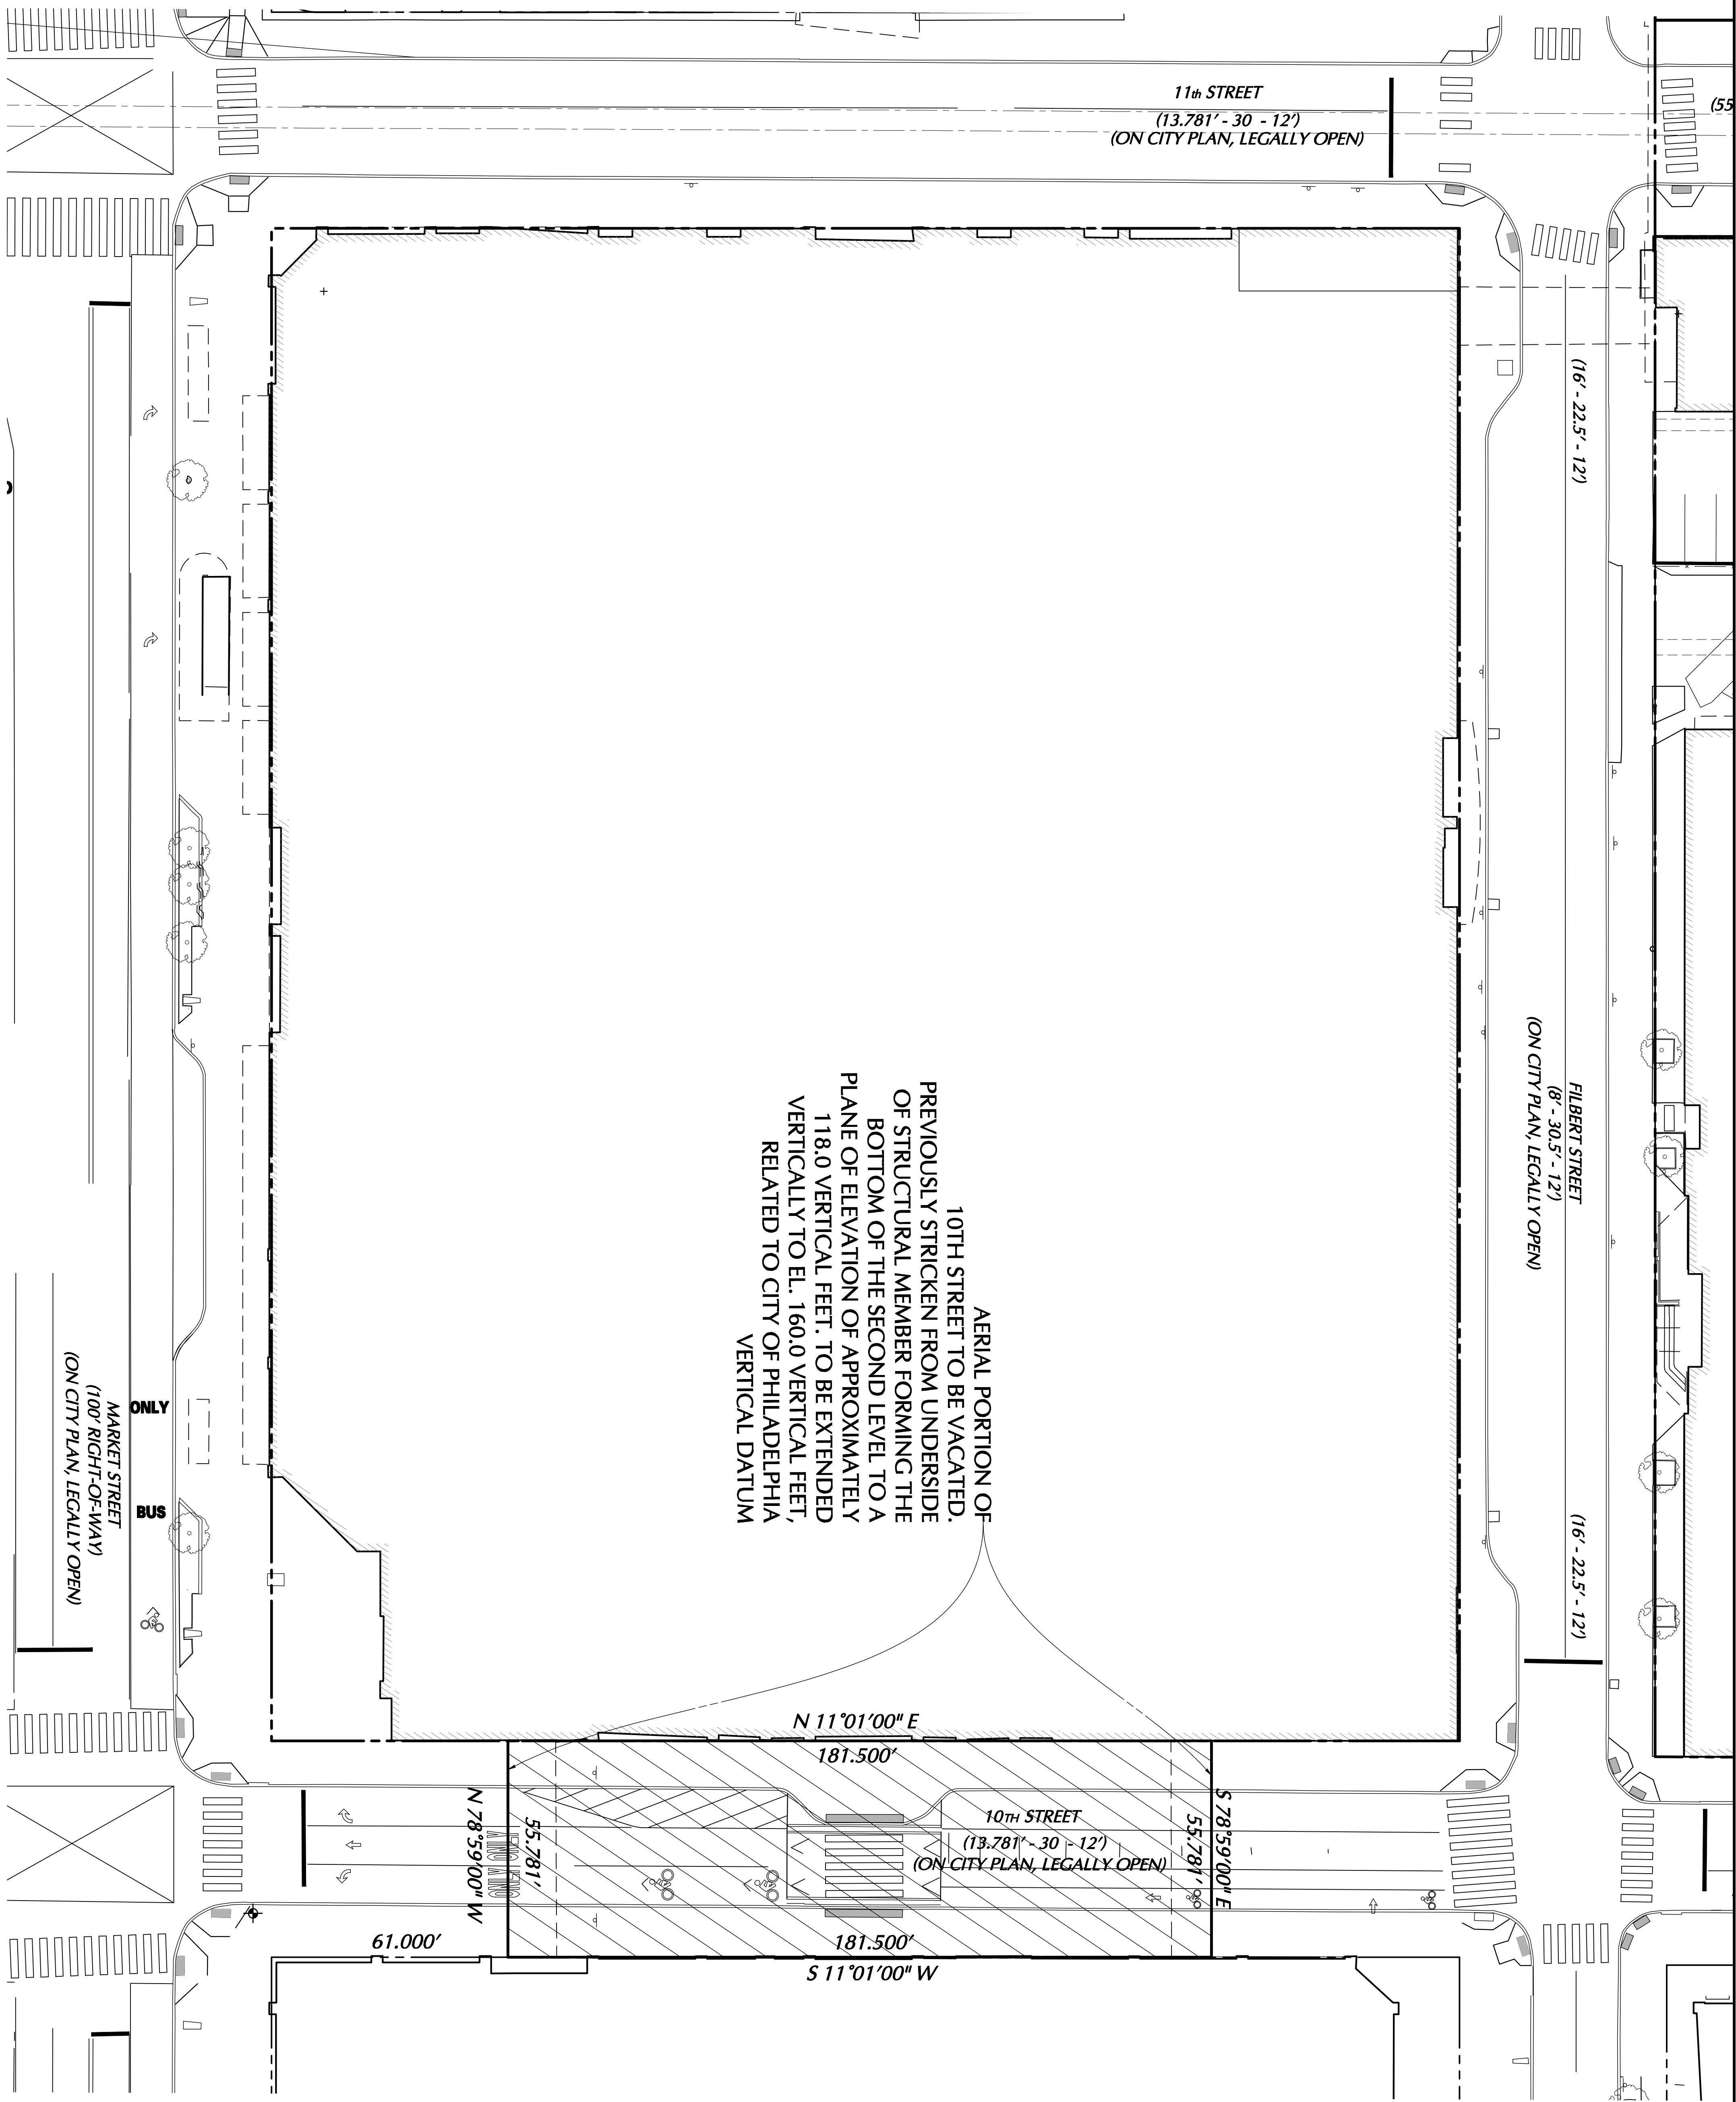 11th STREET
(13.781' - 30 - 12')
(ON CITY PLAN, LEGALLY OPEN)
(55
(16' - 22.5' - 12')
FILBERT STREET
(8' - 30.5' - 12')
(ON CITY PLAN, LEGALLY OPEN)
(16' - 22.5' - 12')
AERIAL PORTION OF
10TH STREET TO BE VACATED.
PREVIOUSLY STRICKEN FROM UNDERSIDE
OF STRUCTURAL MEMBER FORMING THE
BOTTOM OF THE SECOND LEVEL TO A
PLANE OF ELEVATION OF APPROXIMATELY
118.0 VERTICAL FEET. TO BE EXTENDED
VERTICALLY TO EL. 160.0 VERTICAL FEET,
RELATED TO CITY OF PHILADELPHIA
VERTICAL DATUM
ONLY
BUS
MARKET STREET
(100' RIGHT-OF-WAY)
(ON CITY PLAN, LEGALLY OPEN)
N 11°01'00" E
181.500'
N 78°59'00" W
55.781'
10TH STREET
(13.781' - 30 - 12')
(ON CITY PLAN, LEGALLY OPEN)
55.781'
S 78°59'00" E
61.000'
181.500'
S 11°01'00" W